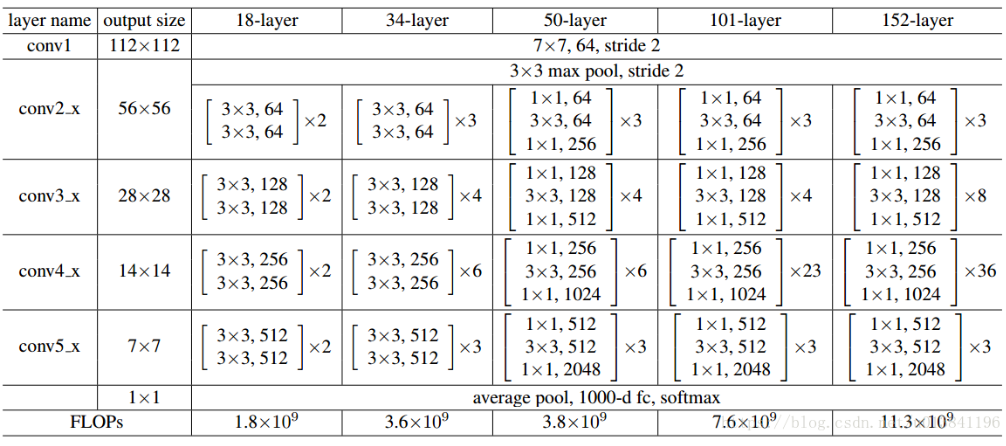 layer name output size 18-layer 34-layer 50-layer 101-layer 152-layer
conv1 112×112 7×7, 64, stride 2
3×3 max pool, stride 2
conv2_x 56×56 [3×3, 64 3×3, 64]×2 [3×3, 64 3×3, 64]×3 [1×1, 64 3×3, 64 1×1, 256]×3 [1×1, 64 3×3, 64 1×1, 256]×3 [1×1, 64 3×3, 64 1×1, 256]×3
conv3_x 28×28 [3×3, 128 3×3, 128]×2 [3×3, 128 3×3, 128]×4 [1×1, 128 3×3, 128 1×1, 512]×4 [1×1, 128 3×3, 128 1×1, 512]×4 [1×1, 128 3×3, 128 1×1, 512]×8
conv4_x 14×14 [3×3, 256 3×3, 256]×2 [3×3, 256 3×3, 256]×6 [1×1, 256 3×3, 256 1×1, 1024]×6 [1×1, 256 3×3, 256 1×1, 1024]×23 [1×1, 256 3×3, 256 1×1, 1024]×36
conv5_x 7×7 [3×3, 512 3×3, 512]×2 [3×3, 512 3×3, 512]×3 [1×1, 512 3×3, 512 1×1, 2048]×3 [1×1, 512 3×3, 512 1×1, 2048]×3 [1×1, 512 3×3, 512 1×1, 2048]×3
1×1 average pool, 1000-d fc, softmax
FLOPs 1.8×10⁹ 3.6×10⁹ 3.8×10⁹ 7.6×10⁹ 11.3×10⁹